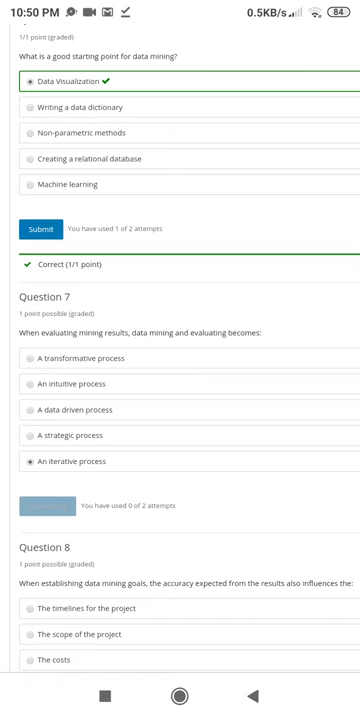 10:50 PM 0.5KB/s 84
1/1 point (graded)
What is a good starting point for data mining?
Data Visualization
Writing a data dictionary
Non-parametric methods
Creating a relational database
Machine learning
Submit You have used 1 of 2 attempts
Correct (1/1 point)
Question 7
1 point possible (graded)
When evaluating mining results, data mining and evaluating becomes:
A transformative process
An intuitive process
A data driven process
A strategic process
An iterative process
You have used 0 of 2 attempts
Question 8
1 point possible (graded)
When establishing data mining goals, the accuracy expected from the results also influences the:
The timelines for the project
The scope of the project
The costs